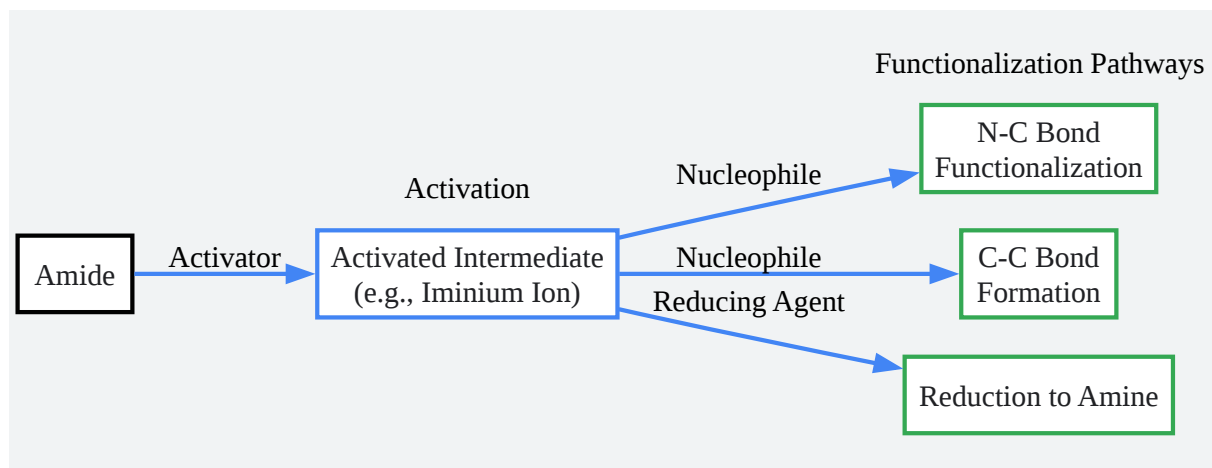 Functionalization Pathways
N-C Bond
Functionalization
Nucleophile
Activation
Amide
Activator
Activated Intermediate
(e.g., Iminium Ion)
Nucleophile
C-C Bond
Formation
Reducing Agent
Reduction to Amine